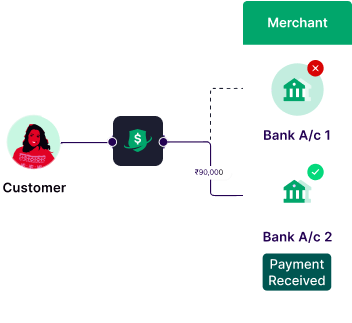 Merchant
$
Bank A/c 1
₹90,000
Customer
Bank A/c 2
Payment
Received